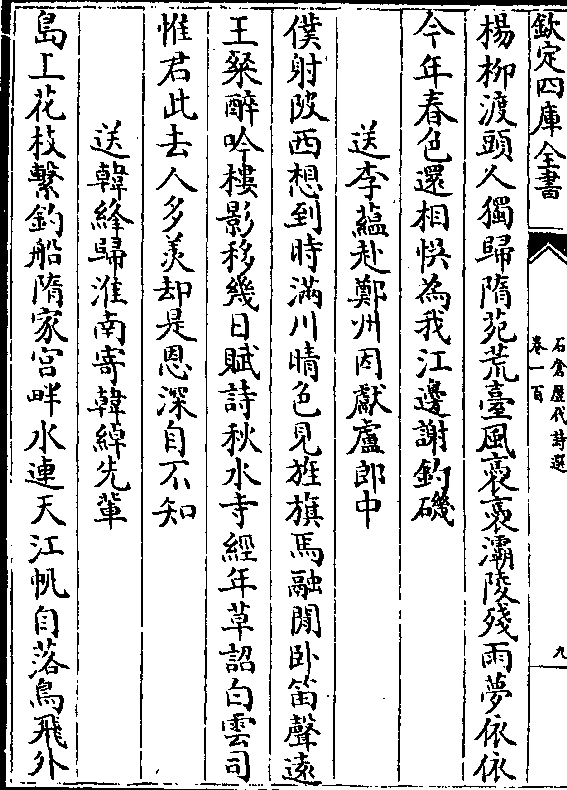 欽定四庫全書
石倉歷代詩選
卷一百
九
楊栁渡頭人獨歸隋苑荒臺風裊裊灞陵殘雨夢依依
今年春色還相悞為我江邊謝釣磯
送李蘊赴鄭州因獻盧郎中
僕射陂西想到時滿川晴色見旌旗馬融閒卧笛聲遠
王粲醉吟樓影移幾日賦詩秋水寺經年草詔白雲司
惟君此去人多羡却是恩深自不知
送韓絳歸淮南寄韓綽先輩
島上花枝繫釣船隋家宫畔水連天江帆自落鳥飛外